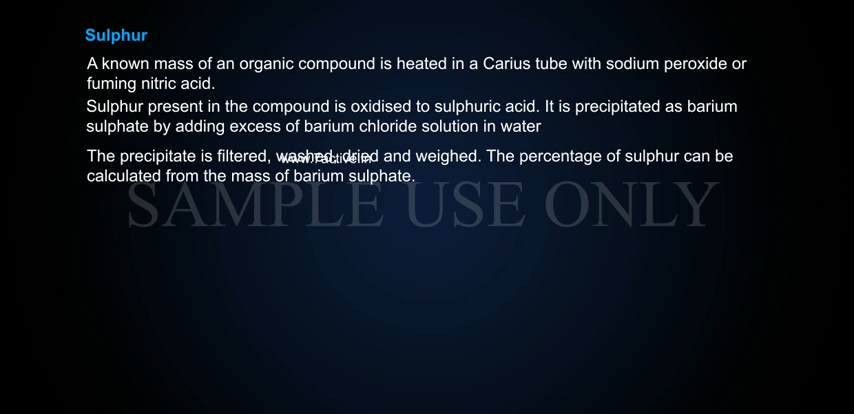 Sulphur
A known mass of an organic compound is heated in a Carius tube with sodium peroxide or
fuming nitric acid.
Sulphur present in the compound is oxidised to sulphuric acid. It is precipitated as barium
sulphate by adding excess of barium chloride solution in water
The precipitate is filtered, washed, dried and weighed. The percentage of sulphur can be
calculated from the mass of barium sulphate.
SAMPLE USE ONLY